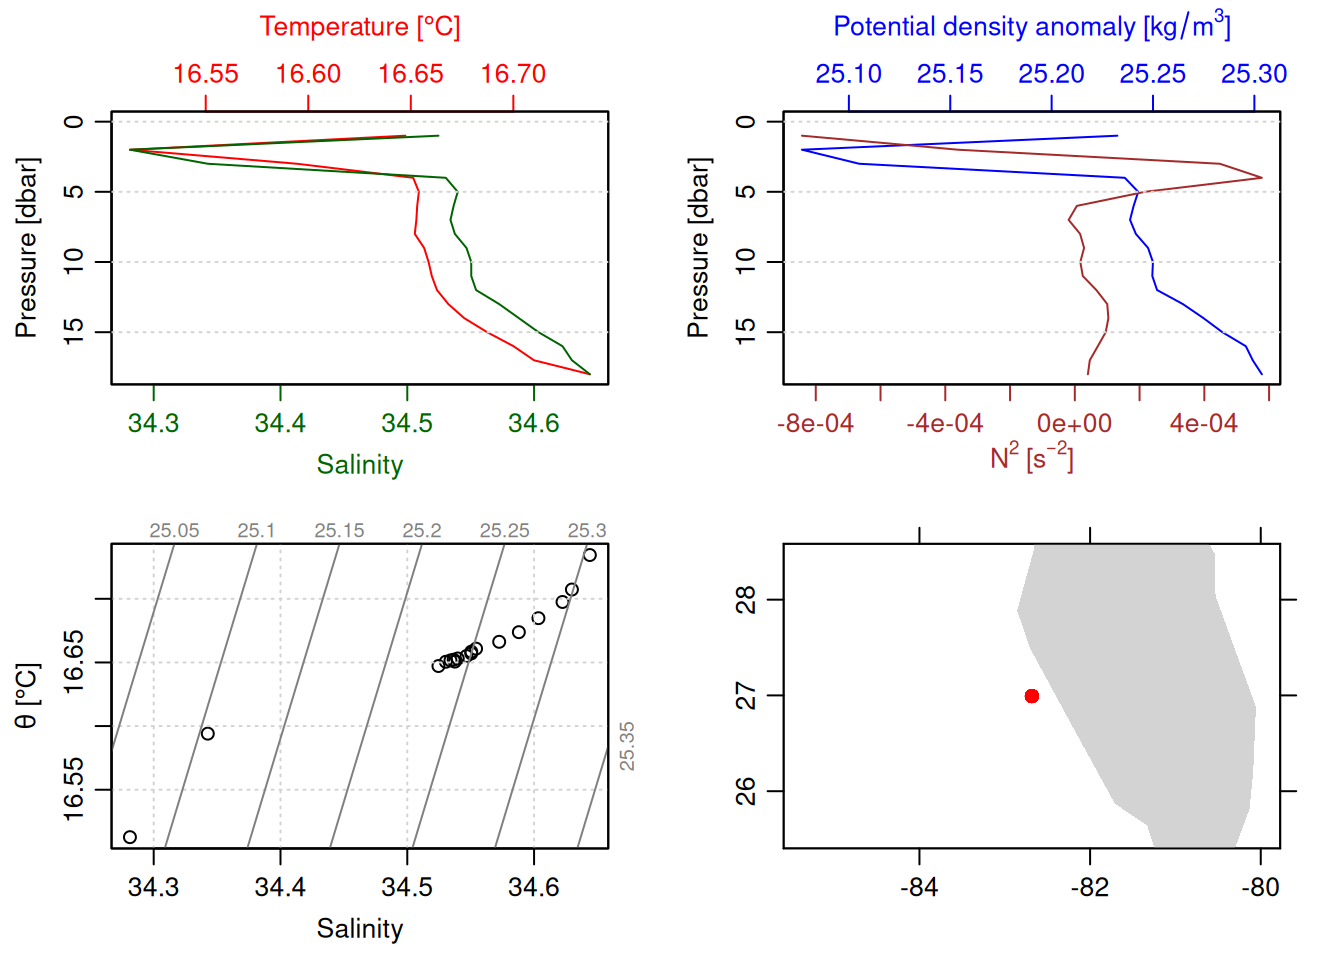 Temperature [°C]
16.55 16.60 16.65 16.70
0
5
10
15
Pressure [dbar]
34.3 34.4 34.5 34.6
Salinity
Potential density anomaly [kg/m³]
25.10 25.15 25.20 25.25 25.30
0
5
10
15
Pressure [dbar]
-8e-04 -4e-04 0e+00 4e-04
N² [s⁻²]
25.05 25.1 25.15 25.2 25.25 25.3
25.35
16.65
16.55
θ [°C]
34.3 34.4 34.5 34.6
Salinity
28
27
26
-84 -82 -80